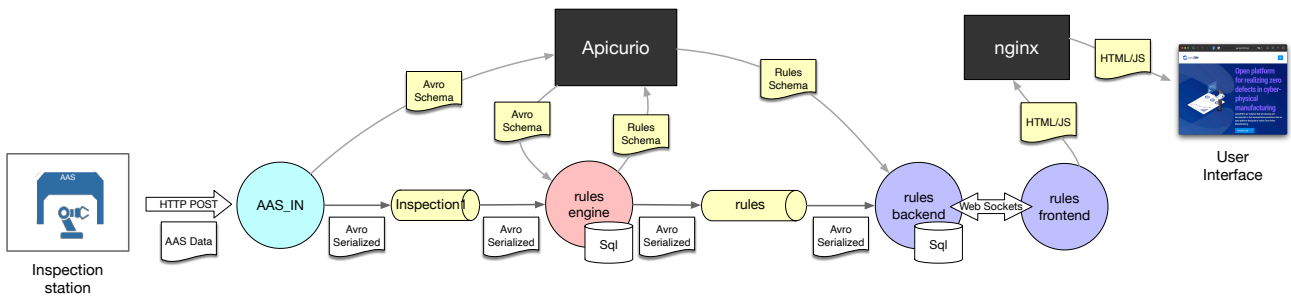 Apicurio
nginx
HTML/JS
Open platform
for realizing zero
defects in cyber-
physical
manufacturing
Avro
Schema
Rules
Schema
Avro
Schema
Rules
Schema
HTML/JS
User
Interface
AAS
HTTP POST
AAS Data
Inspection
station
AAS_IN
Avro
Serialized
Inspection1
Avro
Serialized
rules
engine
Sql
Avro
Serialized
rules
Avro
Serialized
rules
backend
Sql
Web Sockets
rules
frontend